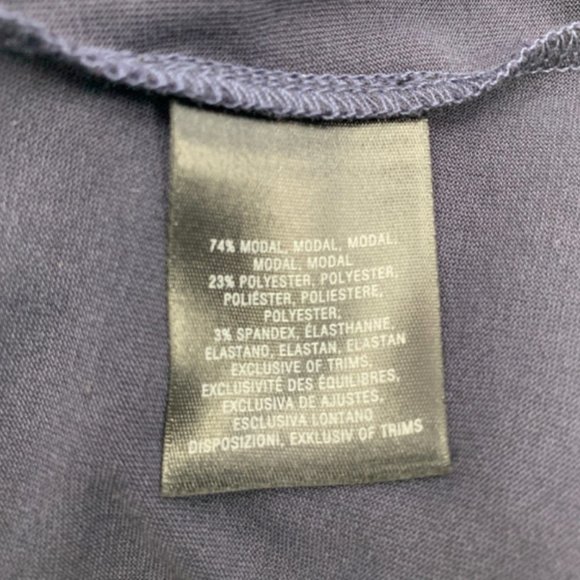 74% MODAL, MODAL, MODAL,
MODAL, MODAL
23% POLYESTER, POLYESTER,
POLIÉSTER, POLIESTERE,
POLYESTER,
3% SPANDEX, ÉLASTHANNE,
ELASTANO, ELASTAN, ELASTAN
EXCLUSIVE OF TRIMS,
EXCLUSIVITÉ DES ÉQUILIBRES,
EXCLUSIVA DE AJUSTES,
ESCLUSIVA LONTANO
DISPOSIZIONI, EXKLUSIV OF TRIMS